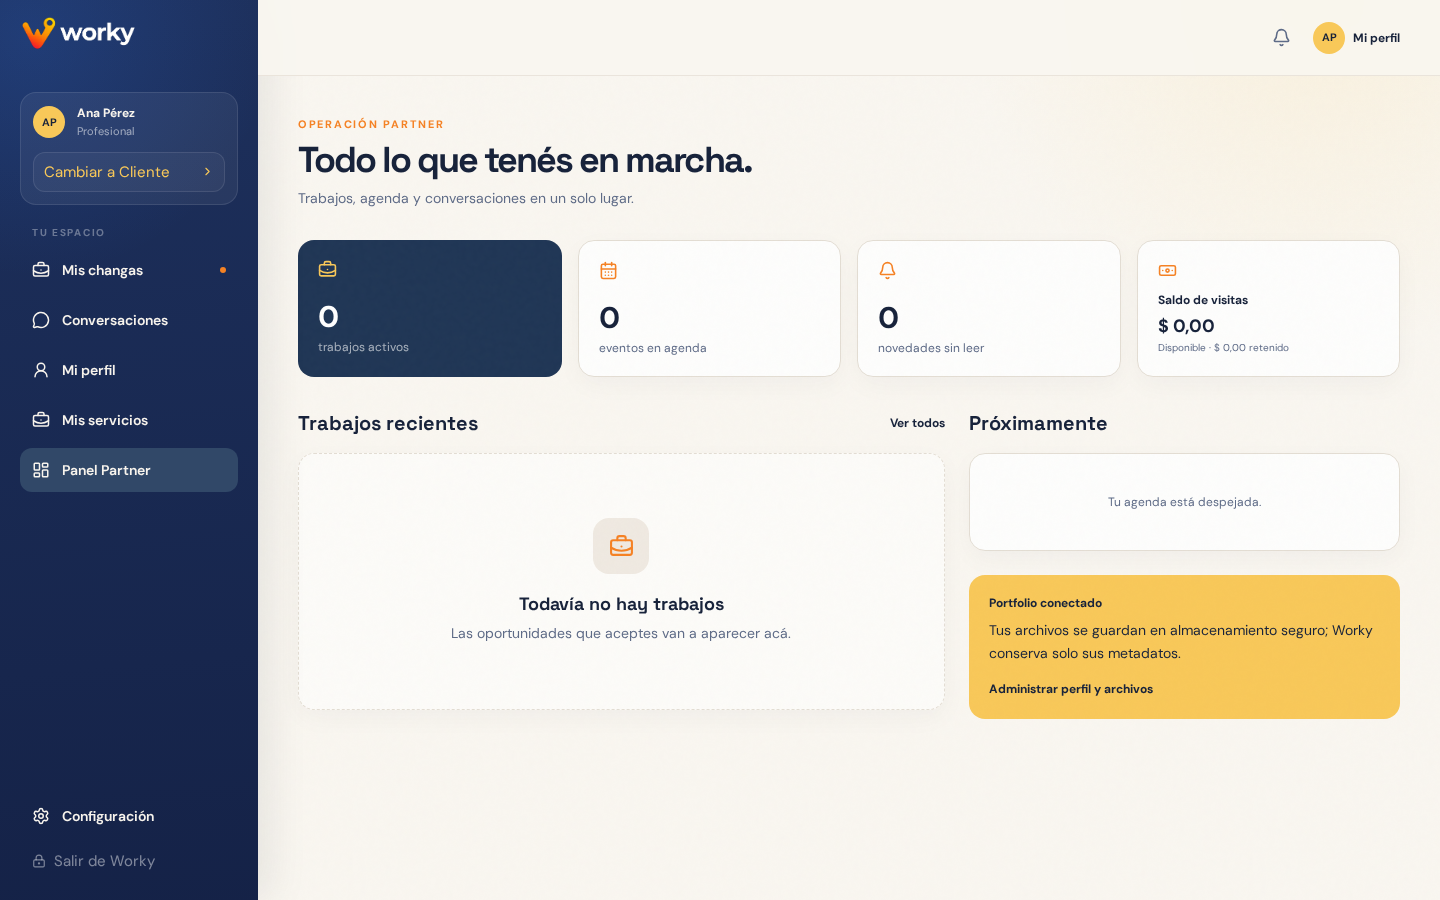 worky
AP
Mi perfil
AP
Ana Pérez
Profesional
Cambiar a Cliente
TU ESPACIO
Mis changas
Conversaciones
Mi perfil
Mis servicios
Panel Partner
Configuración
Salir de Worky
OPERACIÓN PARTNER
Todo lo que tenés en marcha.
Trabajos, agenda y conversaciones en un solo lugar.
0
trabajos activos
0
eventos en agenda
0
novedades sin leer
Saldo de visitas
$ 0,00
Disponible · $ 0,00 retenido
Trabajos recientes
Ver todos
Todavía no hay trabajos
Las oportunidades que aceptes van a aparecer acá.
Próximamente
Tu agenda está despejada.
Portfolio conectado
Tus archivos se guardan en almacenamiento seguro; Worky
conserva solo sus metadatos.
Administrar perfil y archivos